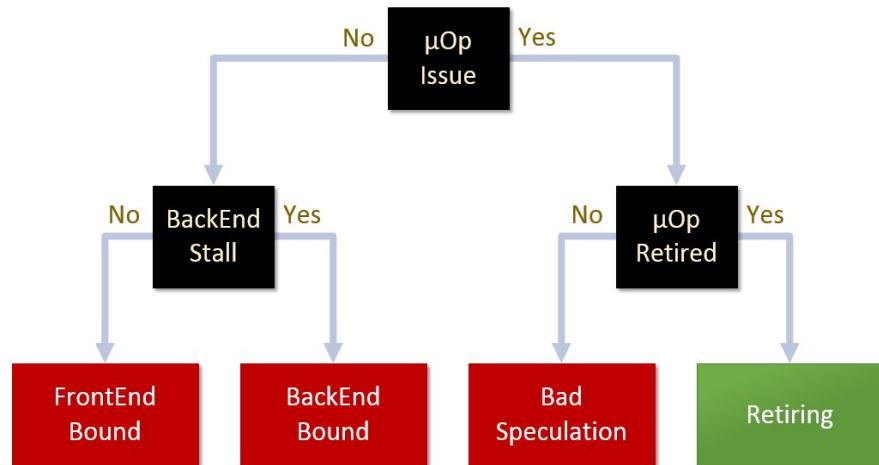 No
µOp
Issue
Yes
No
BackEnd
Stall
Yes
No
µOp
Retired
Yes
FrontEnd
Bound
BackEnd
Bound
Bad
Speculation
Retiring